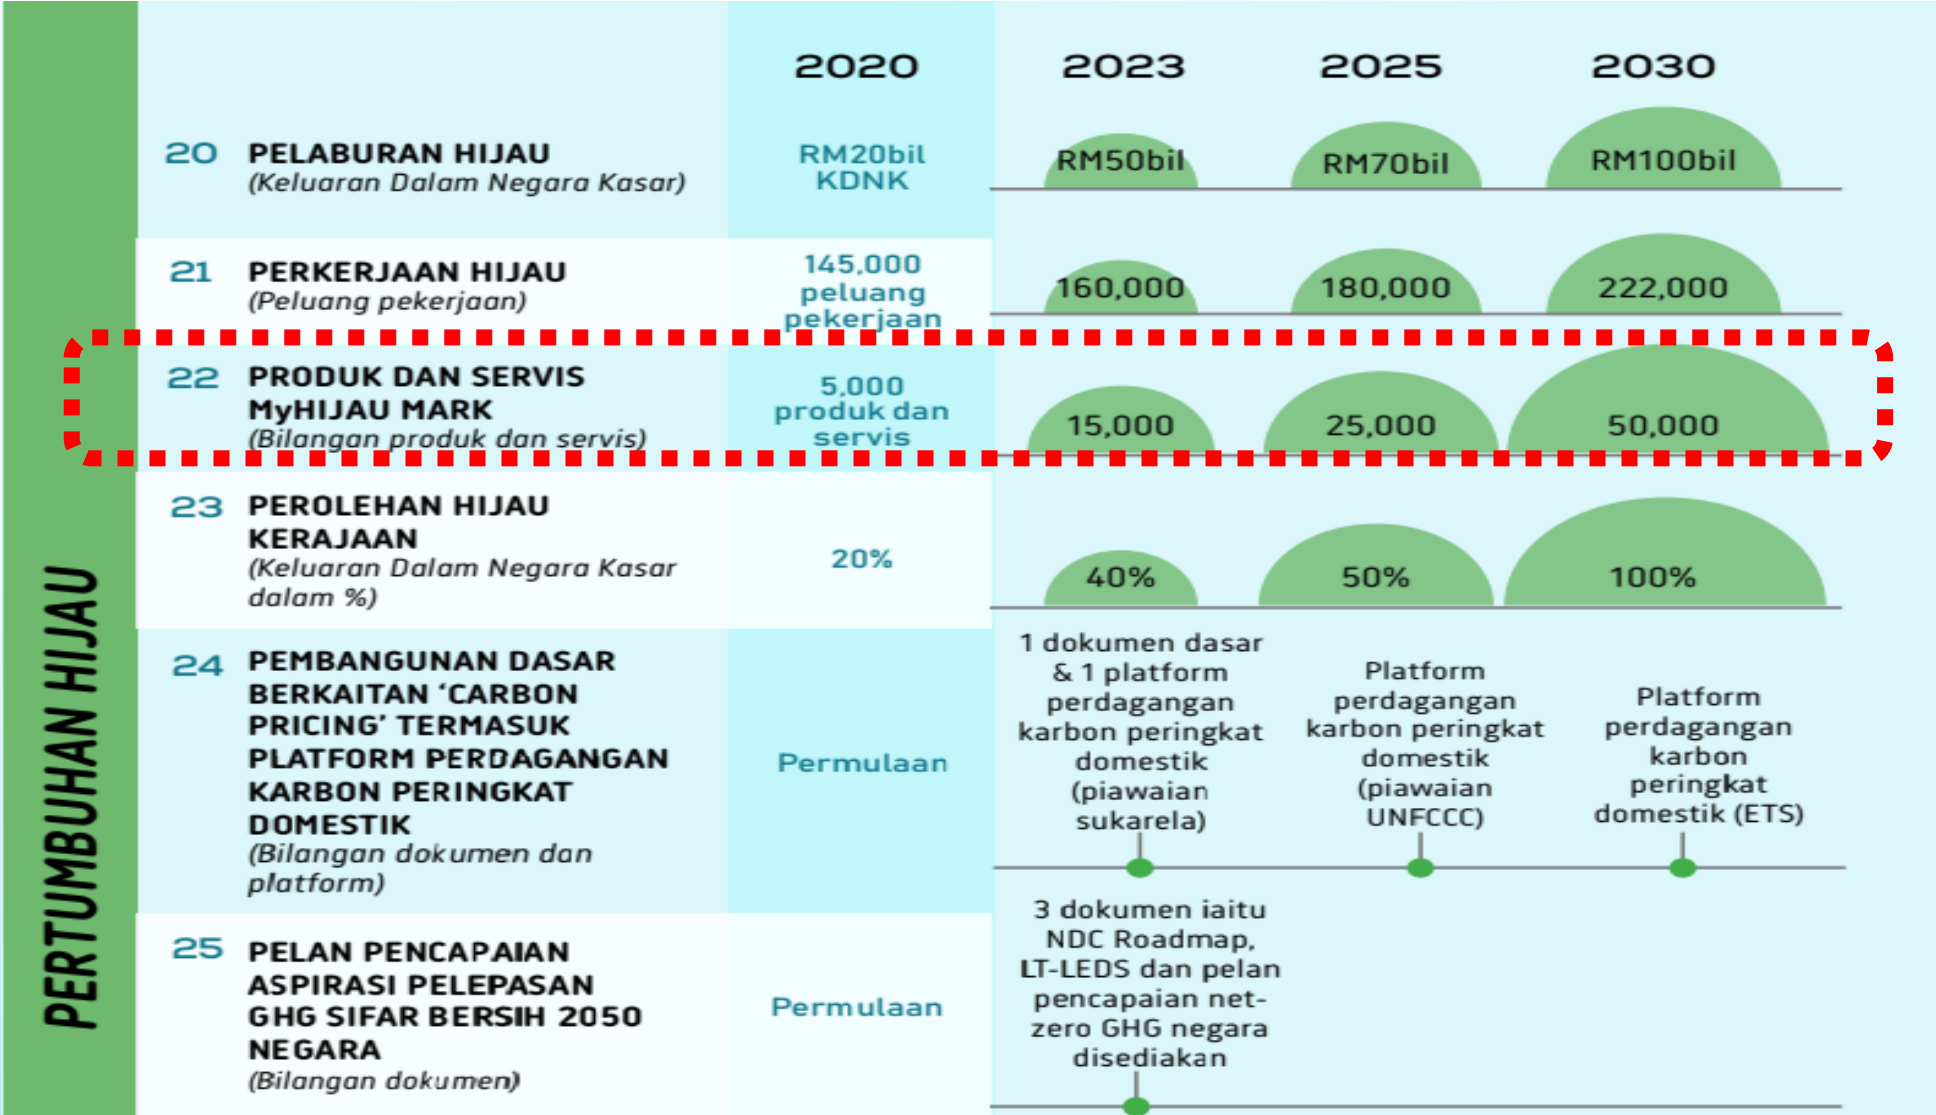 PERTUMBUHAN HIJAU
2020 2023 2025 2030
20 PELABURAN HIJAU
(Keluaran Dalam Negara Kasar)
RM20bil
KDNK
RM50bil RM70bil RM100bil
21 PERKERJAAN HIJAU
(Peluang pekerjaan)
145,000
peluang
pekerjaan
160,000 180,000 222,000
22 PRODUK DAN SERVIS
MyHIJAU MARK
(Bilangan produk dan servis)
5,000
produk dan
servis
15,000 25,000 50,000
23 PEROLEHAN HIJAU
KERAJAAN
(Keluaran Dalam Negara Kasar
dalam %)
20%
40% 50% 100%
24 PEMBANGUNAN DASAR
BERKAITAN ‘CARBON
PRICING’ TERMASUK
PLATFORM PERDAGANGAN
KARBON PERINGKAT
DOMESTIK
(Bilangan dokumen dan
platform)
Permulaan
1 dokumen dasar
& 1 platform
perdagangan
karbon peringkat
domestik
(piawaian
sukarela)
Platform
perdagangan
karbon peringkat
domestik
(piawaian
UNFCCC)
Platform
perdagangan
karbon
peringkat
domestik (ETS)
25 PELAN PENCAPAIAN
ASPIRASI PELEPASAN
GHG SIFAR BERSIH 2050
NEGARA
(Bilangan dokumen)
Permulaan
3 dokumen iaitu
NDC Roadmap,
LT-LEDS dan pelan
pencapaian net-
zero GHG negara
disediakan